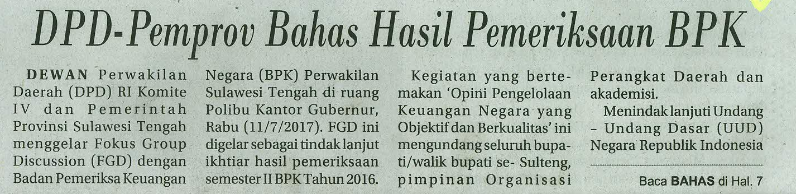 DPD-Pemprov Bahas Hasil Pemeriksaan BPK
DEWAN Perwakilan
Daerah (DPD) RI Komite
IV dan Pemerintah
Provinsi Sulawesi Tengah
menggelar Fokus Group
Discussion (FGD) dengan
Badan Pemeriksa Keuangan
Negara (BPK) Perwakilan
Sulawesi Tengah di ruang
Polibu Kantor Gubernur,
Rabu (11/7/2017). FGD ini
digelar sebagai tindak lanjut
ikhtiar hasil pemeriksaan
semester II BPK Tahun 2016.
Kegiatan yang berte-
makan 'Opini Pengelolaan
Keuangan Negara yang
Objektif dan Berkualitas' ini
mengundang seluruh bupa-
ti/walik bupati se- Sulteng,
pimpinan Organisasi
Perangkat Daerah dan
akademisi.
Menindak lanjuti Undang
– Undang Dasar (UUD)
Negara Republik Indonesia
Baca BAHAS di Hal. 7